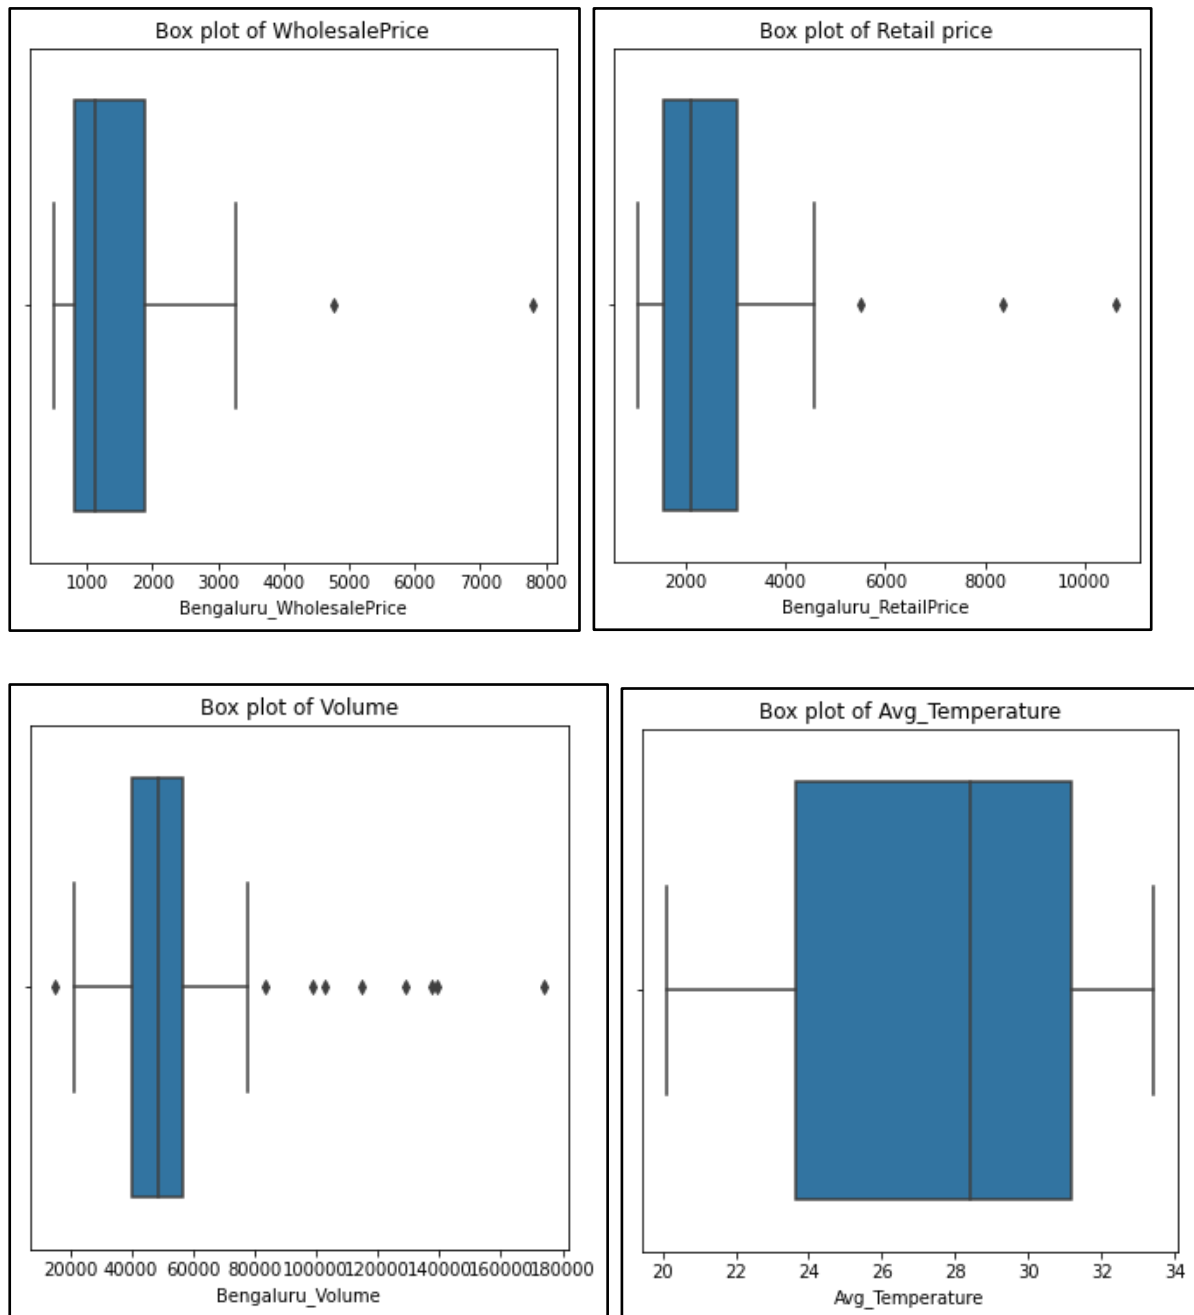 Box plot of WholesalePrice
1000 2000 3000 4000 5000 6000 7000 8000
Bengaluru_WholesalePrice
Box plot of Retail price
2000 4000 6000 8000 10000
Bengaluru_RetailPrice
Box plot of Volume
20000 40000 60000 80000 100000 120000 140000 160000 180000
Bengaluru_Volume
Box plot of Avg_Temperature
20 22 24 26 28 30 32 34
Avg_Temperature